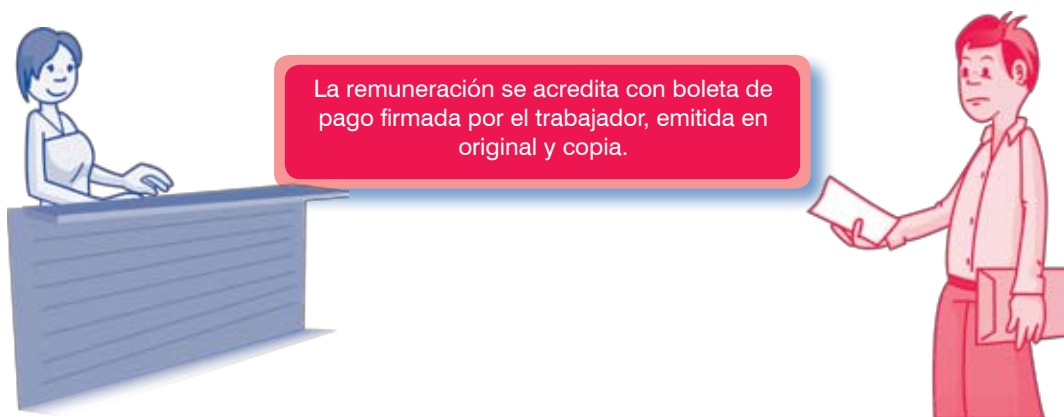 La remuneración se acredita con boleta de
pago firmada por el trabajador, emitida en
original y copia.